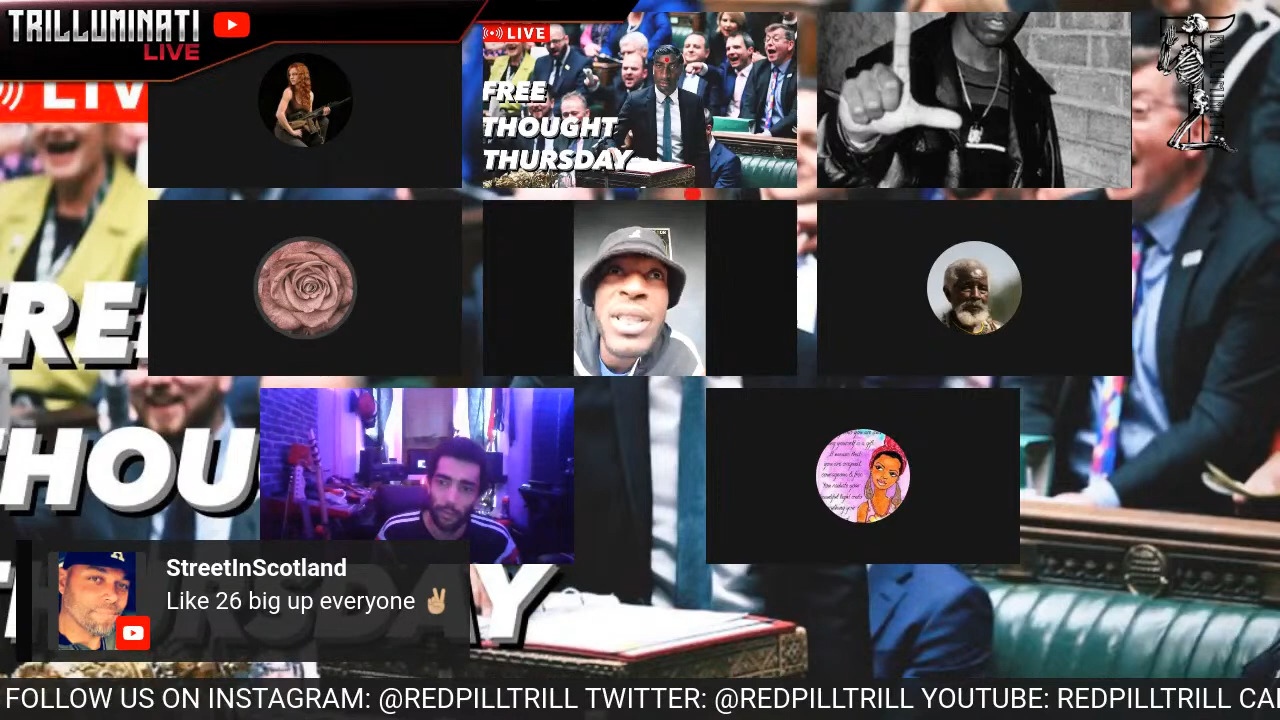 TRILLUMINATI
LIVE
LIVE
FREE
THOUGHT
THURSDAY
StreetInScotland
Like 26 big up everyone ✌🏼
FOLLOW US ON INSTAGRAM: @REDPILLTRILL TWITTER: @REDPILLTRILL YOUTUBE: REDPILLTRILL CA